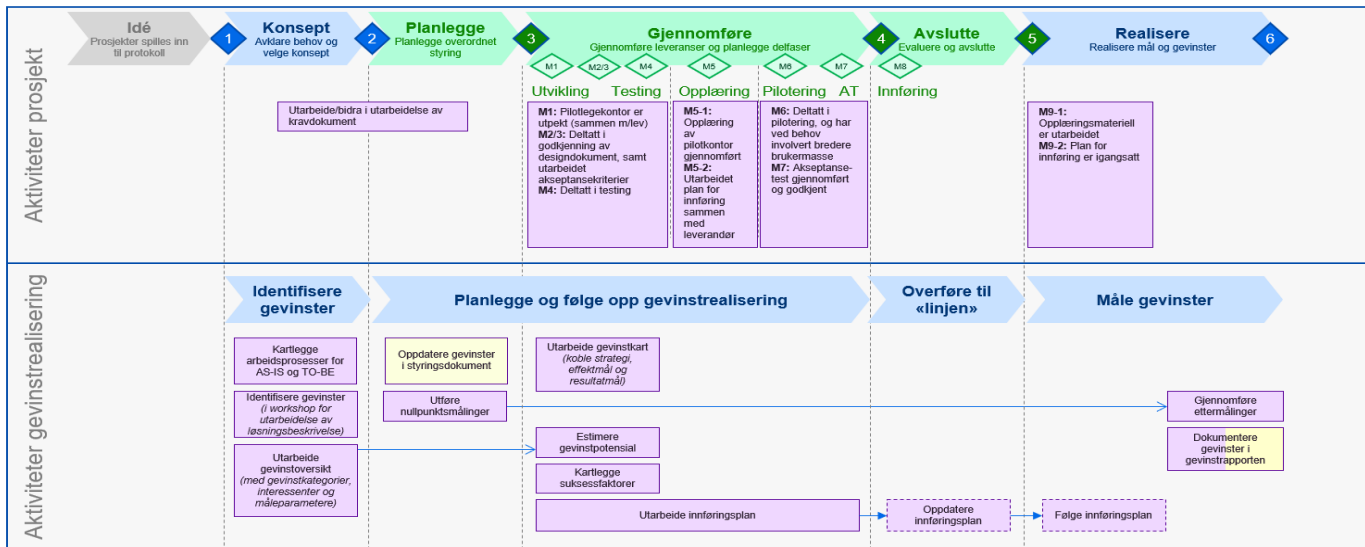 Aktiviteter prosjekt
Idé
Prosjekter spilles inn
til protokoll
1
Konsept
Avklare behov og
velge konsept
2
Planlegge
Planlegge overordnet
styring
3
Gjennomføre
Gjennomføre leveranser og planlegge delfaser
4
Avslutte
Evaluere og avslutte
5
Realisere
Realisere mål og gevinster
6
M1
M2/3
M4
M5
M6
M7
M8
Utvikling
Testing
Opplæring
Pilotering
AT
Innføring
Utarbeide/bidra i utarbeidelse av
kravdokument
M1: Pilotlegekontor er
utpekt (sammen m/lev)
M2/3: Deltatt i
godkjenning av
designdokument, samt
utarbeidet
akseptansekriterier
M4: Deltatt i testing
M5-1:
Opplæring
av
pilotkontor
gjennomført
M5-2:
Utarbeidet
plan for
innføring
sammen
med
leverandør
M6: Deltatt i
pilotering, og har
ved behov
involvert bredere
brukermasse
M7: Akseptanse-
test gjennomført
og godkjent
M9-1:
Opplæringsmateriell
er utarbeidet
M9-2: Plan for
innføring er igangsatt
Aktiviteter gevinstrealisering
Identifisere
gevinster
Planlegge og følge opp gevinstrealisering
Overføre til
«linjen»
Måle gevinster
Kartlegge
arbeidsprosesser for
AS-IS og TO-BE
Identifisere gevinster
(i workshop for
utarbeidelse av
løsningsbeskrivelse)
Utarbeide
gevinstoversikt
(med gevinstkategorier,
interessenter og
måleparametere)
Oppdatere gevinster
i styringsdokument
Utføre
nullpunktsmålinger
Utarbeide gevinstkart
(koble strategi,
effektmål og
resultatmål)
Estimere
gevinstpotensial
Kartlegge
suksessfaktorer
Utarbeide innføringsplan
Oppdatere
innføringsplan
Følge innføringsplan
Gjennomføre
ettermålinger
Dokumentere
gevinster i
gevinstrapporten